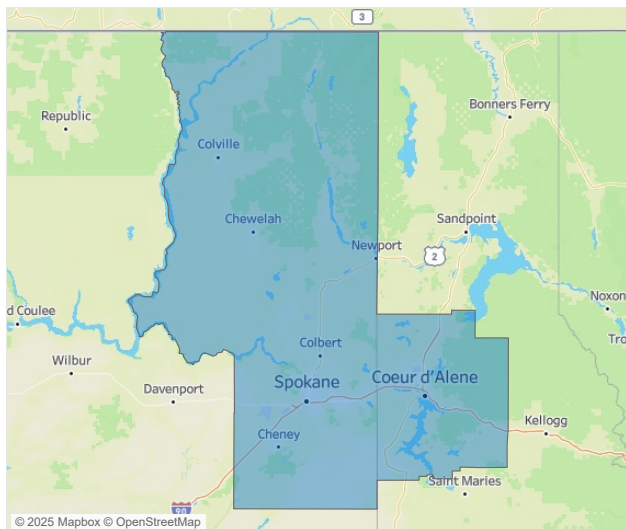 3
Republic
Bonners Ferry
Colville
Chewelah
Sandpoint
Newport
2
d Coulee
Noxon
Tro
Colbert
Wilbur
Spokane
Coeur d'Alene
Davenport
Kellogg
Cheney
Saint Maries
90
© 2025 Mapbox © OpenStreetMap